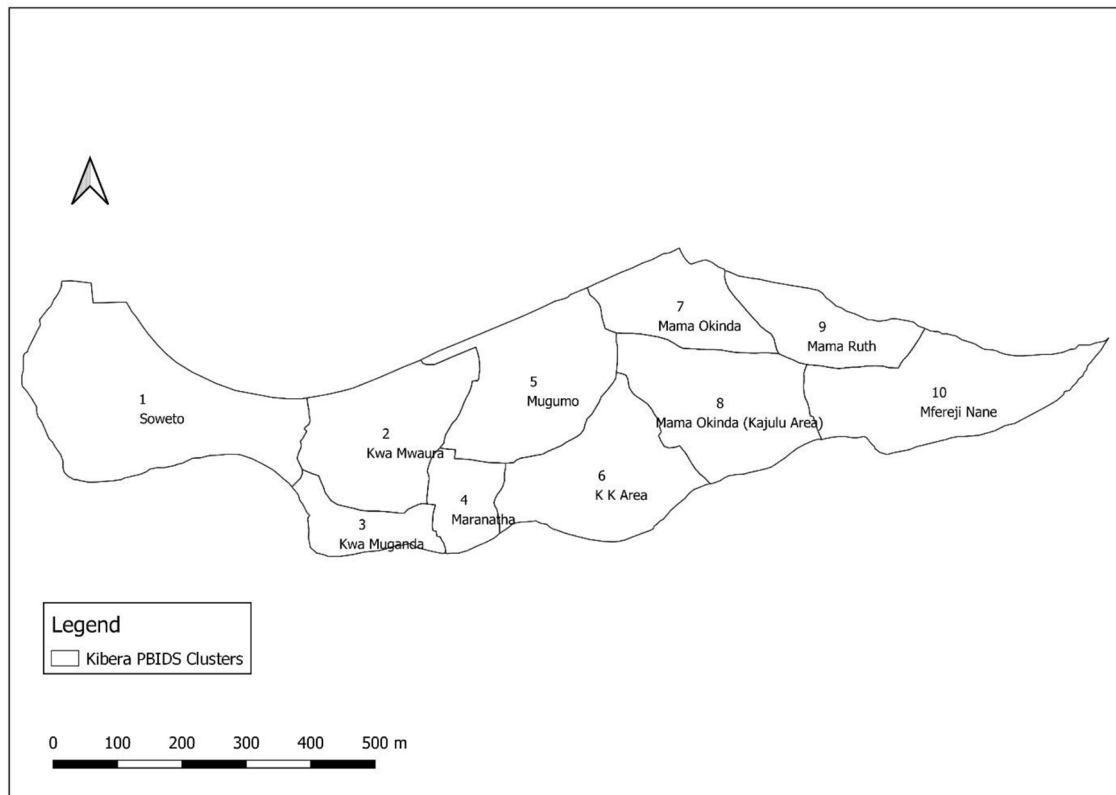 7
Mama Okinda
9
Mama Ruth
5
Mugumo
10
Mfereji Nane
1
Soweto
8
Mama Okinda (Kajulu Area)
2
Kwa Mwaura
6
K K Area
4
Maranatha
3
Kwa Muganda
Legend
Kibera PBIDS Clusters
0 100 200 300 400 500 m